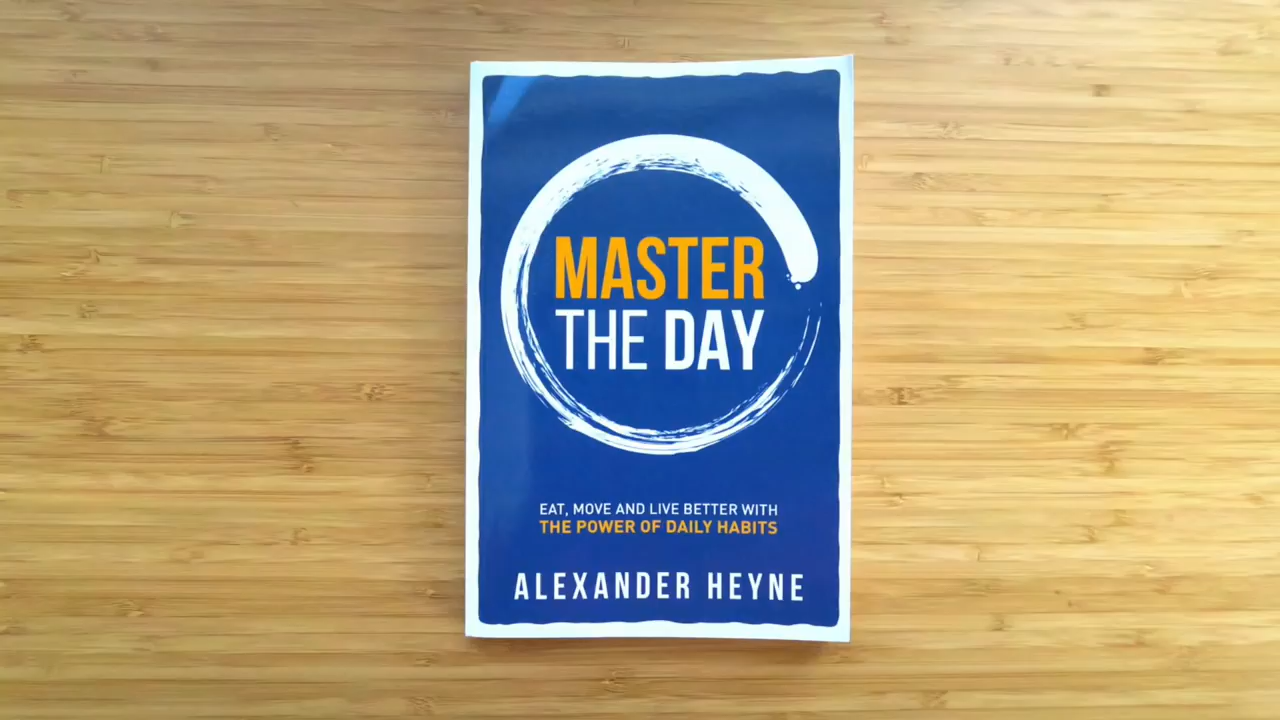 MASTER
THE DAY
EAT, MOVE AND LIVE BETTER WITH
THE POWER OF DAILY HABITS
ALEXANDER HEYNE